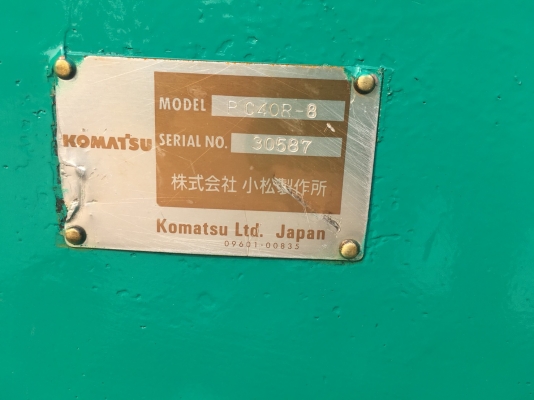 MODEL PC40R-8
KOMATSU SERIAL NO. 30587
株式会社 小松製作所
Komatsu Ltd. Japan
09601-00835